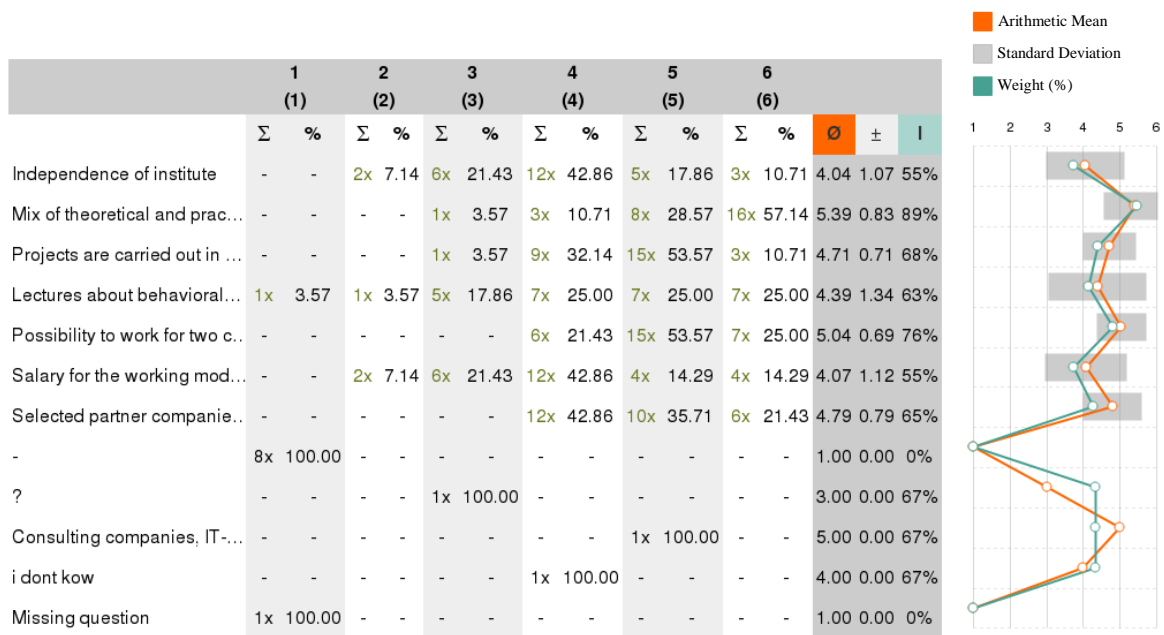 Arithmetic Mean
Standard Deviation
Weight (%)
1 2 3 4 5 6
(1) (2) (3) (4) (5) (6)
Σ % Σ % Σ % Σ % Σ % Σ % Ø ± I
1 2 3 4 5 6
Independence of institute - - 2x 7.14 6x 21.43 12x 42.86 5x 17.86 3x 10.71 4.04 1.07 55%
Mix of theoretical and prac... - - - - 1x 3.57 3x 10.71 8x 28.57 16x 57.14 5.39 0.83 89%
Projects are carried out in ... - - - - 1x 3.57 9x 32.14 15x 53.57 3x 10.71 4.71 0.71 68%
Lectures about behavioral... 1x 3.57 1x 3.57 5x 17.86 7x 25.00 7x 25.00 7x 25.00 4.39 1.34 63%
Possibility to work for two c.. - - - - - - 6x 21.43 15x 53.57 7x 25.00 5.04 0.69 76%
Salary for the working mod... - - 2x 7.14 6x 21.43 12x 42.86 4x 14.29 4x 14.29 4.07 1.12 55%
Selected partner companie.. - - - - - - 12x 42.86 10x 35.71 6x 21.43 4.79 0.79 65%
- 8x 100.00 - - - - - - - - - - 1.00 0.00 0%
? - - - - 1x 100.00 - - - - - - 3.00 0.00 67%
Consulting companies, IT-... - - - - - - - - 1x 100.00 - - 5.00 0.00 67%
i dont kow - - - - - - 1x 100.00 - - - - 4.00 0.00 67%
Missing question 1x 100.00 - - - - - - - - - - 1.00 0.00 0%